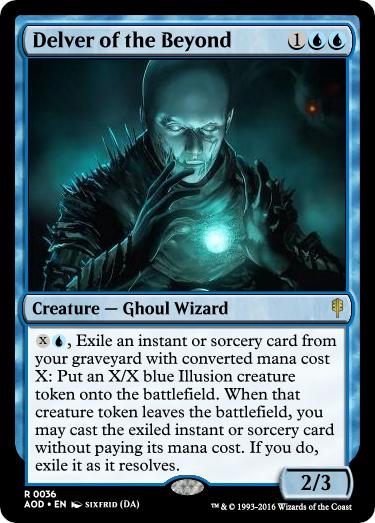 Delver of the Beyond 1
Creature — Ghoul Wizard
X, Exile an instant or sorcery card from
your graveyard with converted mana cost
X: Put an X/X blue Illusion creature
token onto the battlefield. When that
creature token leaves the battlefield, you
may cast the exiled instant or sorcery card
without paying its mana cost. If you do,
exile it as it resolves.
2/3
R 0036
AOD • EN SIXFRID (DA)
™ & © 1993-2016 Wizards of the Coast